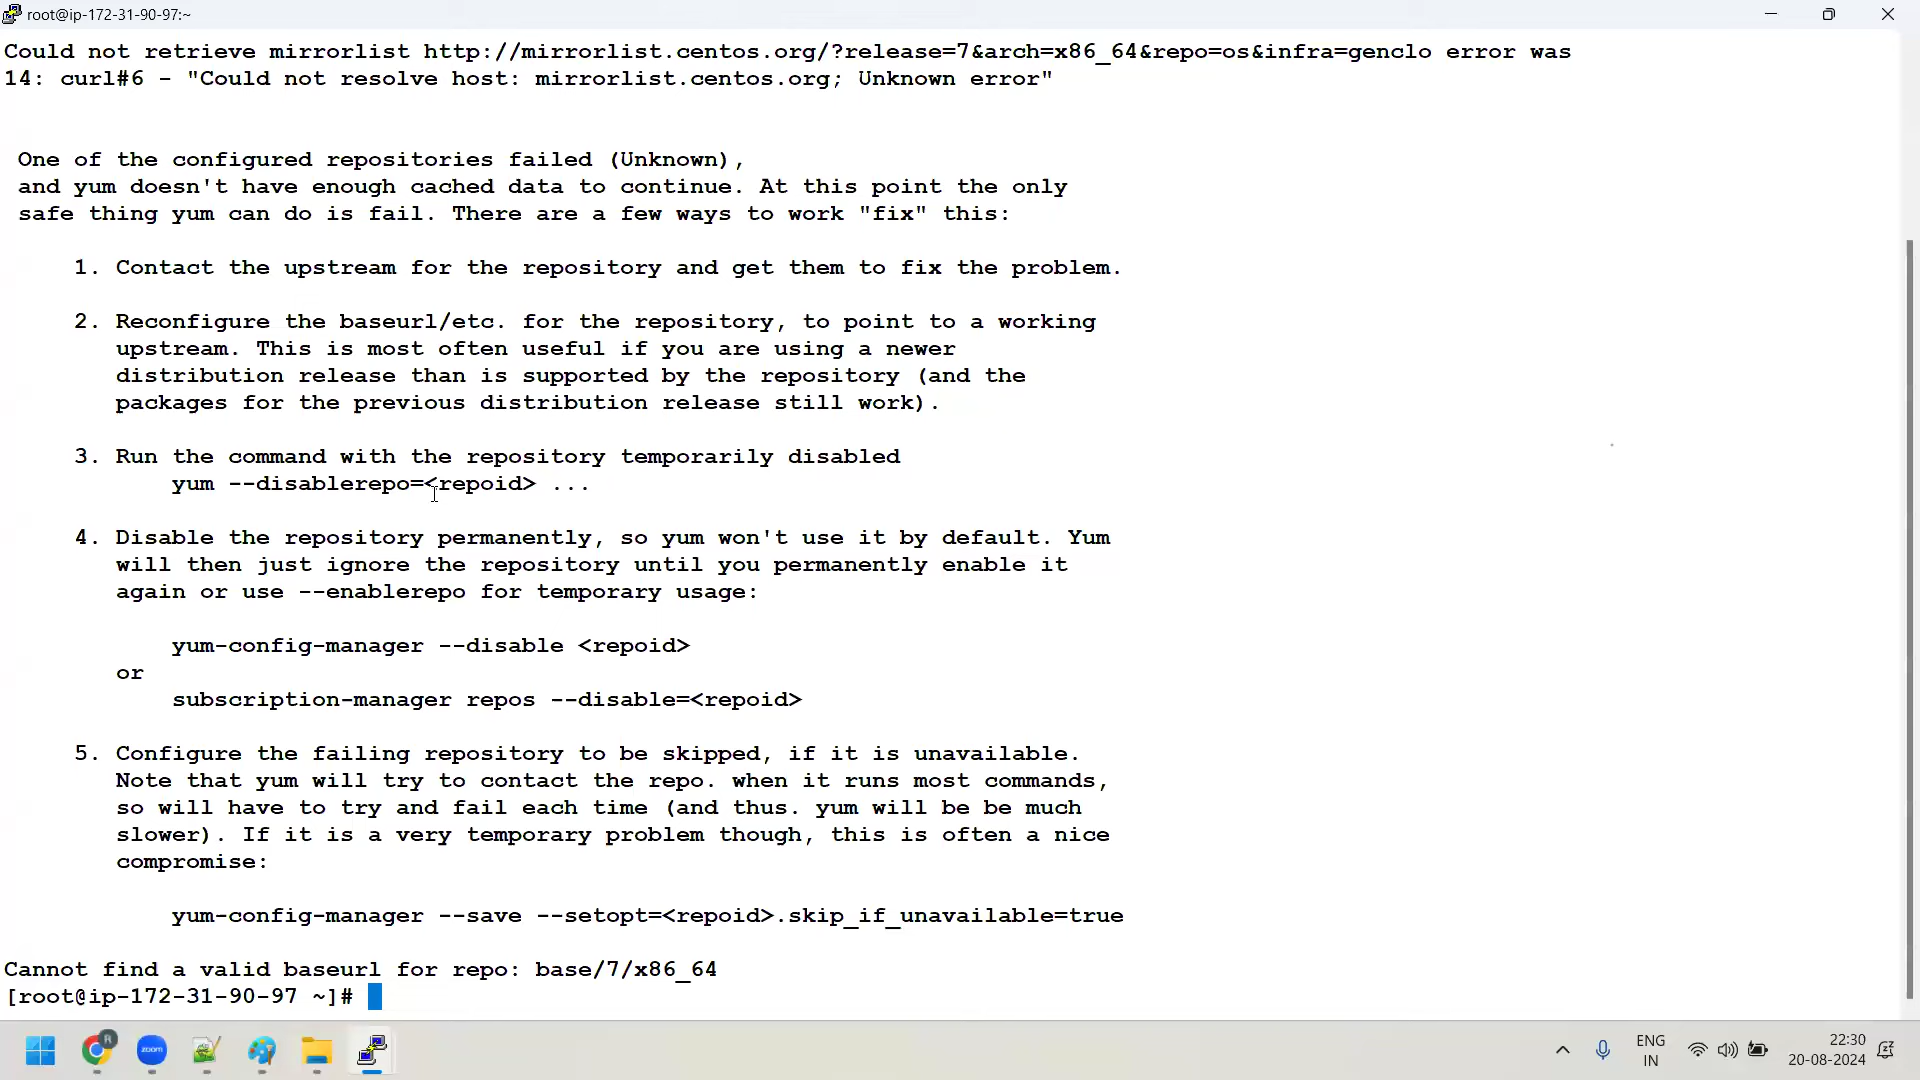 root@ip-172-31-90-97:~
Could not retrieve mirrorlist http://mirrorlist.centos.org/?release=7&arch=x86_64&repo=os&infra=genclo error was
14: curl#6 - "Could not resolve host: mirrorlist.centos.org; Unknown error"
One of the configured repositories failed (Unknown),
and yum doesn't have enough cached data to continue. At this point the only
safe thing yum can do is fail. There are a few ways to work "fix" this:
1. Contact the upstream for the repository and get them to fix the problem.
2. Reconfigure the baseurl/etc. for the repository, to point to a working
upstream. This is most often useful if you are using a newer
distribution release than is supported by the repository (and the
packages for the previous distribution release still work).
3. Run the command with the repository temporarily disabled
yum --disablerepo=<repoid> ...
4. Disable the repository permanently, so yum won't use it by default. Yum
will then just ignore the repository until you permanently enable it
again or use --enablerepo for temporary usage:
yum-config-manager --disable <repoid>
or
subscription-manager repos --disable=<repoid>
5. Configure the failing repository to be skipped, if it is unavailable.
Note that yum will try to contact the repo. when it runs most commands,
so will have to try and fail each time (and thus. yum will be be much
slower). If it is a very temporary problem though, this is often a nice
compromise:
yum-config-manager --save --setopt=<repoid>.skip_if_unavailable=true
Cannot find a valid baseurl for repo: base/7/x86_64
[root@ip-172-31-90-97 ~]#
R
zoom
ENG
IN
22:30
20-08-2024